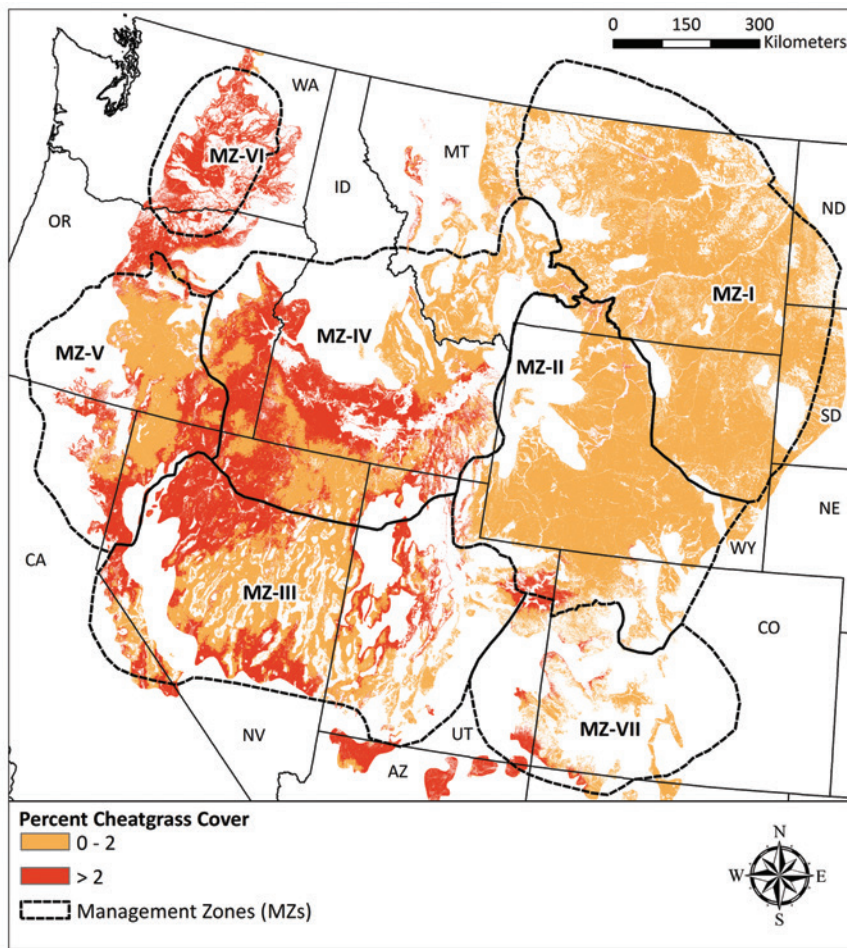 0 150 300
Kilometers
WA
MZ-VI
MT
ID
ND
OR
MZ-I
MZ-IV
MZ-V
MZ-II
SD
NE
WY
CA
MZ-III
CO
MZ-VII
NV
UT
AZ
Percent Cheatgrass Cover
0 - 2
> 2
Management Zones (MZs)
N
W E
S